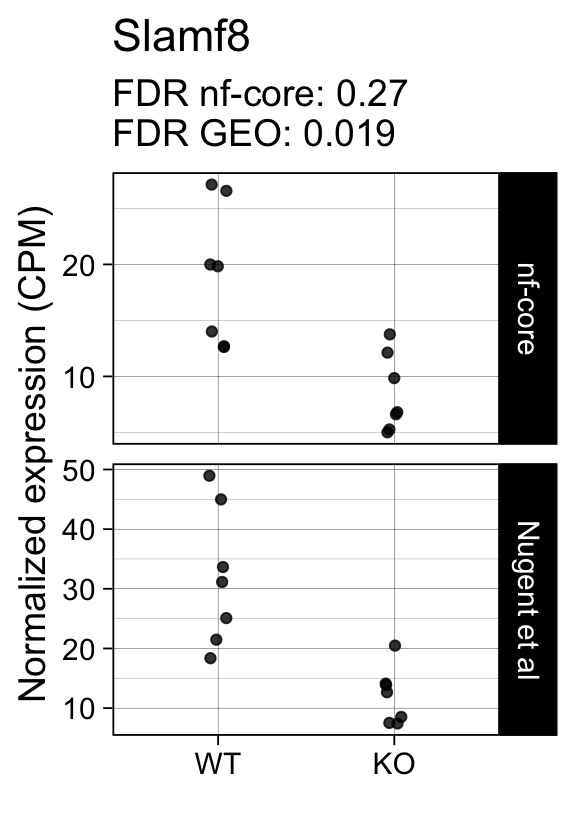 Slamf8
FDR nf-core: 0.27
FDR GEO: 0.019
Normalized expression (CPM)
20
10
nf-core
50
40
30
20
10
Nugent et al
WT
KO